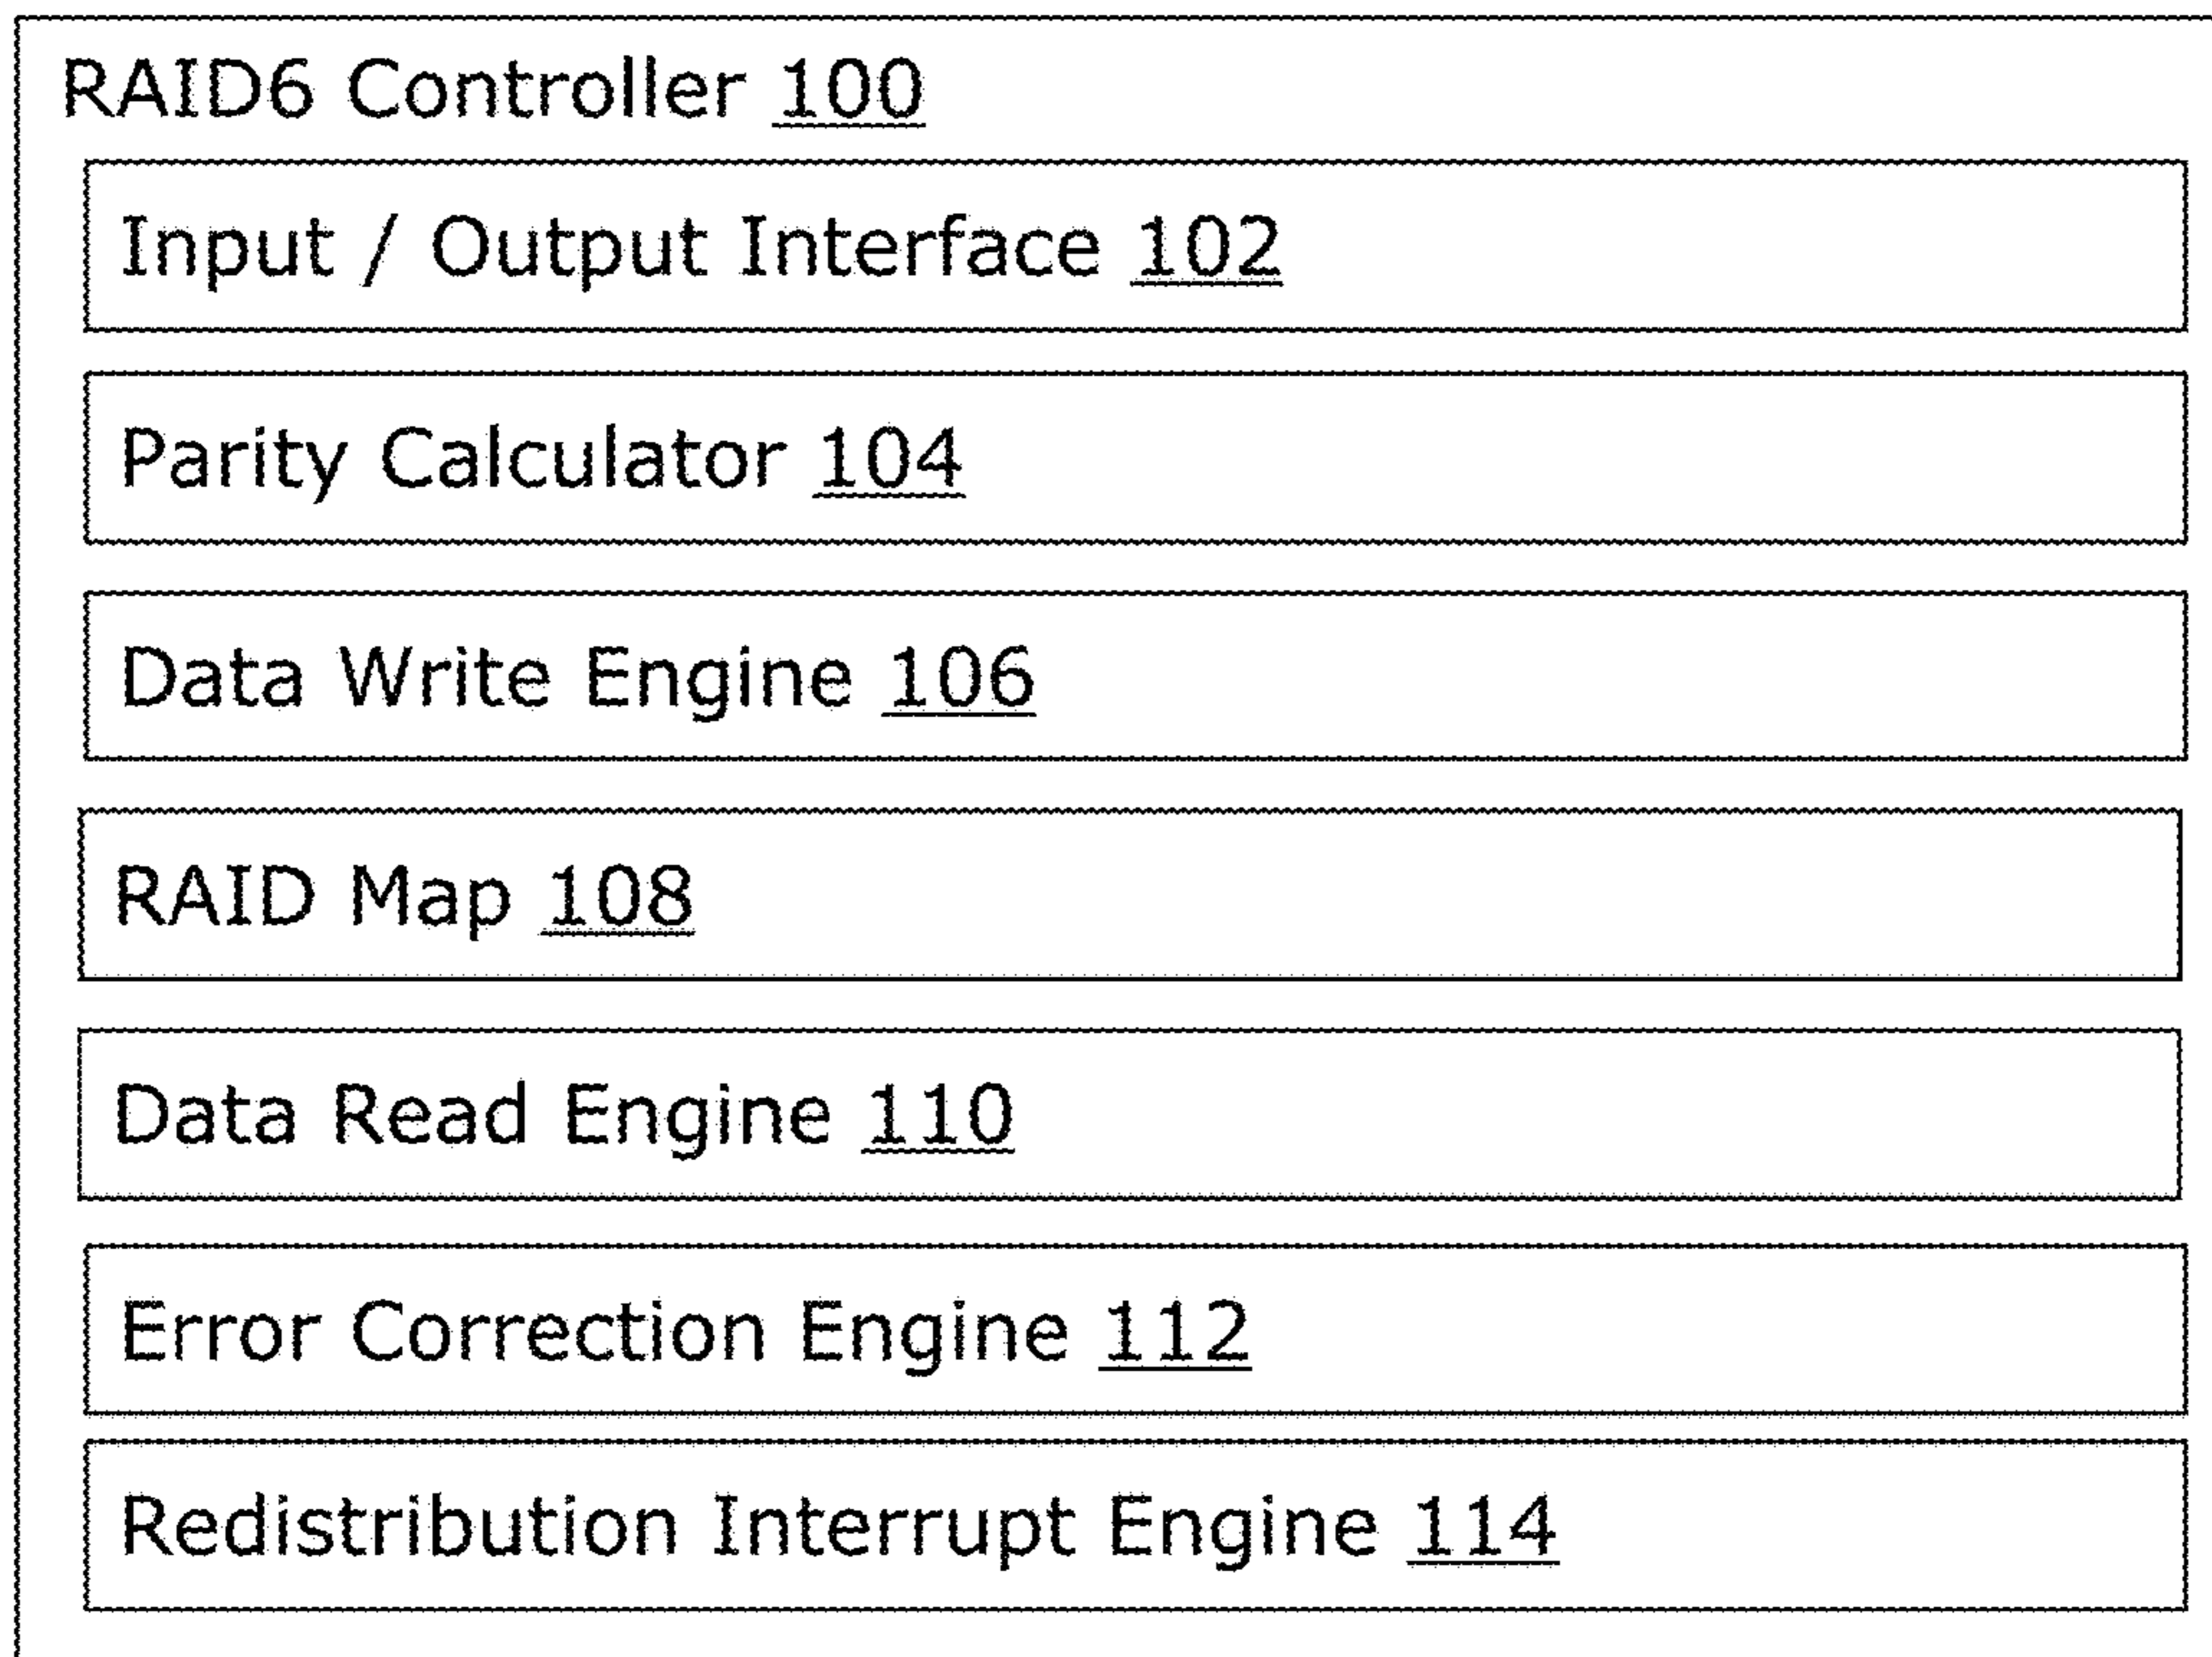 RAID6 Controller 100
Input / Output Interface 102
Parity Calculator 104
Data Write Engine 106
RAID Map 108
Data Read Engine 110
Error Correction Engine 112
Redistribution Interrupt Engine 114